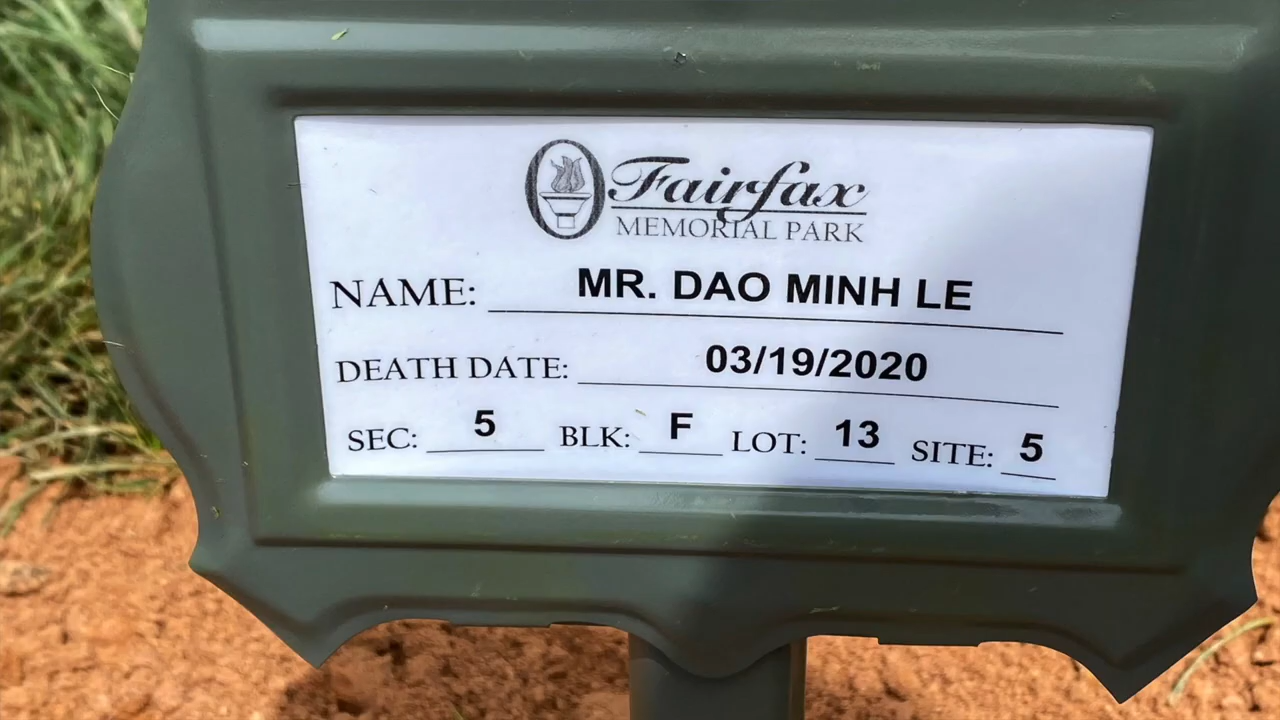 Fairfax
MEMORIAL PARK
NAME: MR. DAO MINH LE
DEATH DATE: 03/19/2020
SEC: 5 BLK: F LOT: 13 SITE: 5